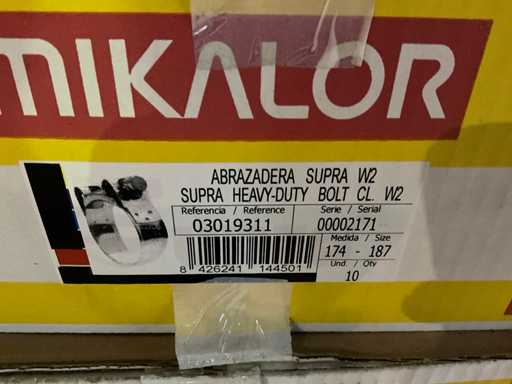 MIKALOR
ABRAZADERA SUPRA W2
SUPRA HEAVY-DUTY BOLT CL. W2
Referencia / Reference
03019311
Serie / Serial
00002171
Medida / Size
174 - 187
Und. / Qty
10
8 426241 144501